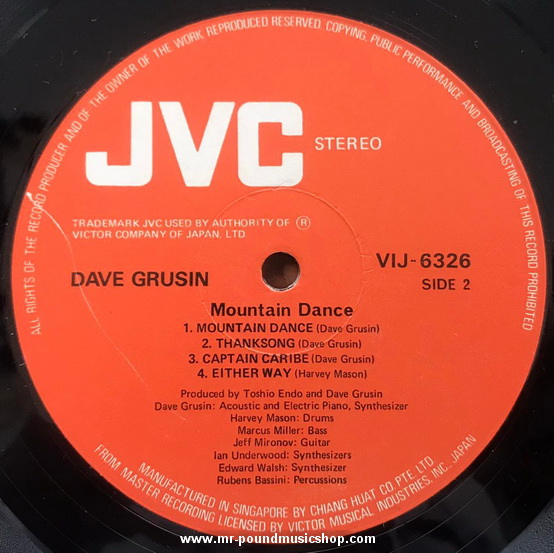 ALL RIGHTS OF THE RECORD PRODUCER AND OF THE OWNER OF THE WORK REPRODUCED RESERVED. COPYING, PUBLIC PERFORMANCE AND BROADCASTING OF THIS RECORD PROHIBITED
JVC
STEREO
TRADEMARK JVC USED BY AUTHORITY OF ®
VICTOR COMPANY OF JAPAN, LTD
VIJ-6326
DAVE GRUSIN
SIDE 2
Mountain Dance
1. MOUNTAIN DANCE (Dave Grusin)
2. THANKSONG (Dave Grusin)
3. CAPTAIN CARIBE (Dave Grusin)
4. EITHER WAY (Harvey Mason)
Produced by Toshio Endo and Dave Grusin
Dave Grusin: Acoustic and Electric Piano, Synthesizer
Harvey Mason: Drums
Marcus Miller: Bass
Jeff Mironov: Guitar
Ian Underwood: Synthesizers
Edward Walsh: Synthesizer
Rubens Bassini: Percussions
MANUFACTURED IN SINGAPORE BY CHIANG HUAT CO PTE. LTD
FROM MASTER RECORDING LICENSED BY VICTOR MUSICAL INDUSTRIES, INC. JAPAN
www.mr-poundmusicshop.com